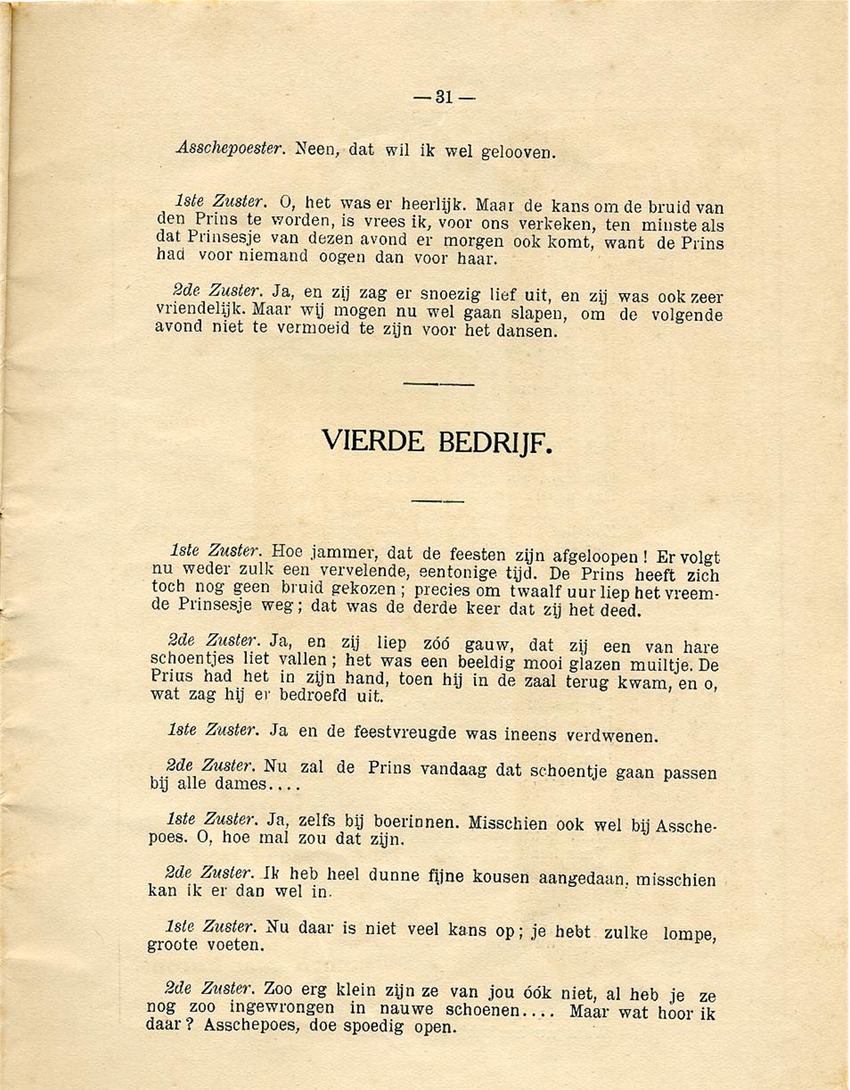 — 31 —
Asschepoester. Neen, dat wil ik wel gelooven.
1ste Zuster. O, het was er heerlijk. Maar de kans om de bruid van
den Prins te worden, is vrees ik, voor ons verkeken, ten minste als
dat Prinsesje van dezen avond er morgen ook komt, want de Prins
had voor niemand oogen dan voor haar.
2de Zuster. Ja, en zij zag er snoezig lief uit, en zij was ook zeer
vriendelijk. Maar wij mogen nu wel gaan slapen, om de volgende
avond niet te vermoeid te zijn voor het dansen.
VIERDE BEDRIJF.
1ste Zuster. Hoe jammer, dat de feesten zijn afgeloopen! Er volgt
nu weder zulk een vervelende, eentonige tijd. De Prins heeft zich
toch nog geen bruid gekozen; precies om twaalf uur liep het vreem-
de Prinsesje weg; dat was de derde keer dat zij het deed.
2de Zuster. Ja, en zij liep zóó gauw, dat zij een van hare
schoentjes liet vallen; het was een beeldig mooi glazen muiltje. De
Prius had het in zijn hand, toen hij in de zaal terug kwam, en o,
wat zag hij er bedroefd uit.
1ste Zuster. Ja en de feestvreugde was ineens verdwenen.
2de Zuster. Nu zal de Prins vandaag dat schoentje gaan passen
bij alle dames....
1ste Zuster. Ja, zelfs bij boerinnen. Misschien ook wel bij Assche-
poes. O, hoe mal zou dat zijn.
2de Zuster. Ik heb heel dunne fijne kousen aangedaan, misschien
kan ik er dan wel in.
1ste Zuster. Nu daar is niet veel kans op; je hebt zulke lompe,
groote voeten.
2de Zuster. Zoo erg klein zijn ze van jou óók niet, al heb je ze
nog zoo ingewrongen in nauwe schoenen.... Maar wat hoor ik
daar? Asschepoes, doe spoedig open.